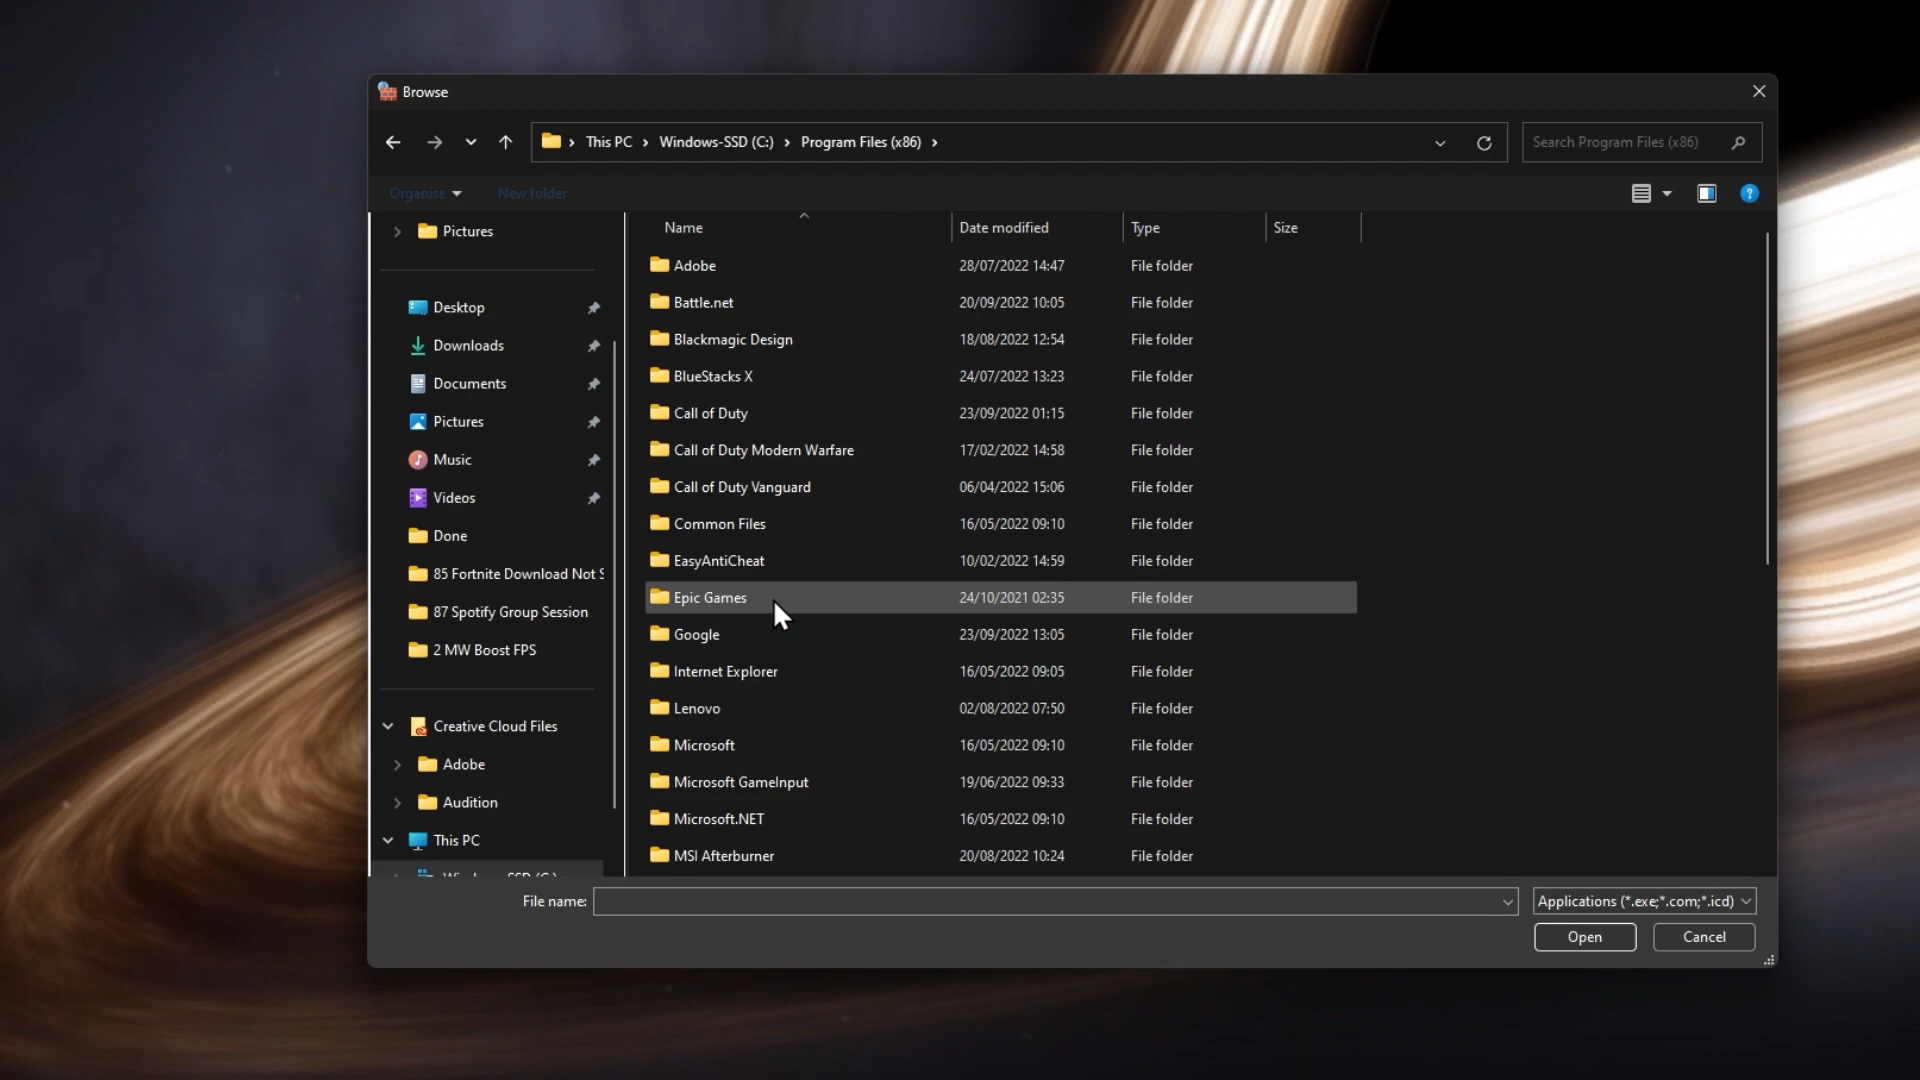 Browse
This PC > Windows-SSD (C:) > Program Files (x86) >
Search Program Files (x86)
Organise
New folder
Pictures
Desktop
Downloads
Documents
Pictures
Music
Videos
Done
85 Fortnite Download Not S
87 Spotify Group Session
2 MW Boost FPS
Creative Cloud Files
Adobe
Audition
This PC
Name Date modified Type Size
Adobe 28/07/2022 14:47 File folder
Battle.net 20/09/2022 10:05 File folder
Blackmagic Design 18/08/2022 12:54 File folder
BlueStacks X 24/07/2022 13:23 File folder
Call of Duty 23/09/2022 01:15 File folder
Call of Duty Modern Warfare 17/02/2022 14:58 File folder
Call of Duty Vanguard 06/04/2022 15:06 File folder
Common Files 16/05/2022 09:10 File folder
EasyAntiCheat 10/02/2022 14:59 File folder
Epic Games 24/10/2021 02:35 File folder
Google 23/09/2022 13:05 File folder
Internet Explorer 16/05/2022 09:05 File folder
Lenovo 02/08/2022 07:50 File folder
Microsoft 16/05/2022 09:10 File folder
Microsoft GameInput 19/06/2022 09:33 File folder
Microsoft.NET 16/05/2022 09:10 File folder
MSI Afterburner 20/08/2022 10:24 File folder
File name:
Applications (*.exe;*.com;*.icd)
Open
Cancel